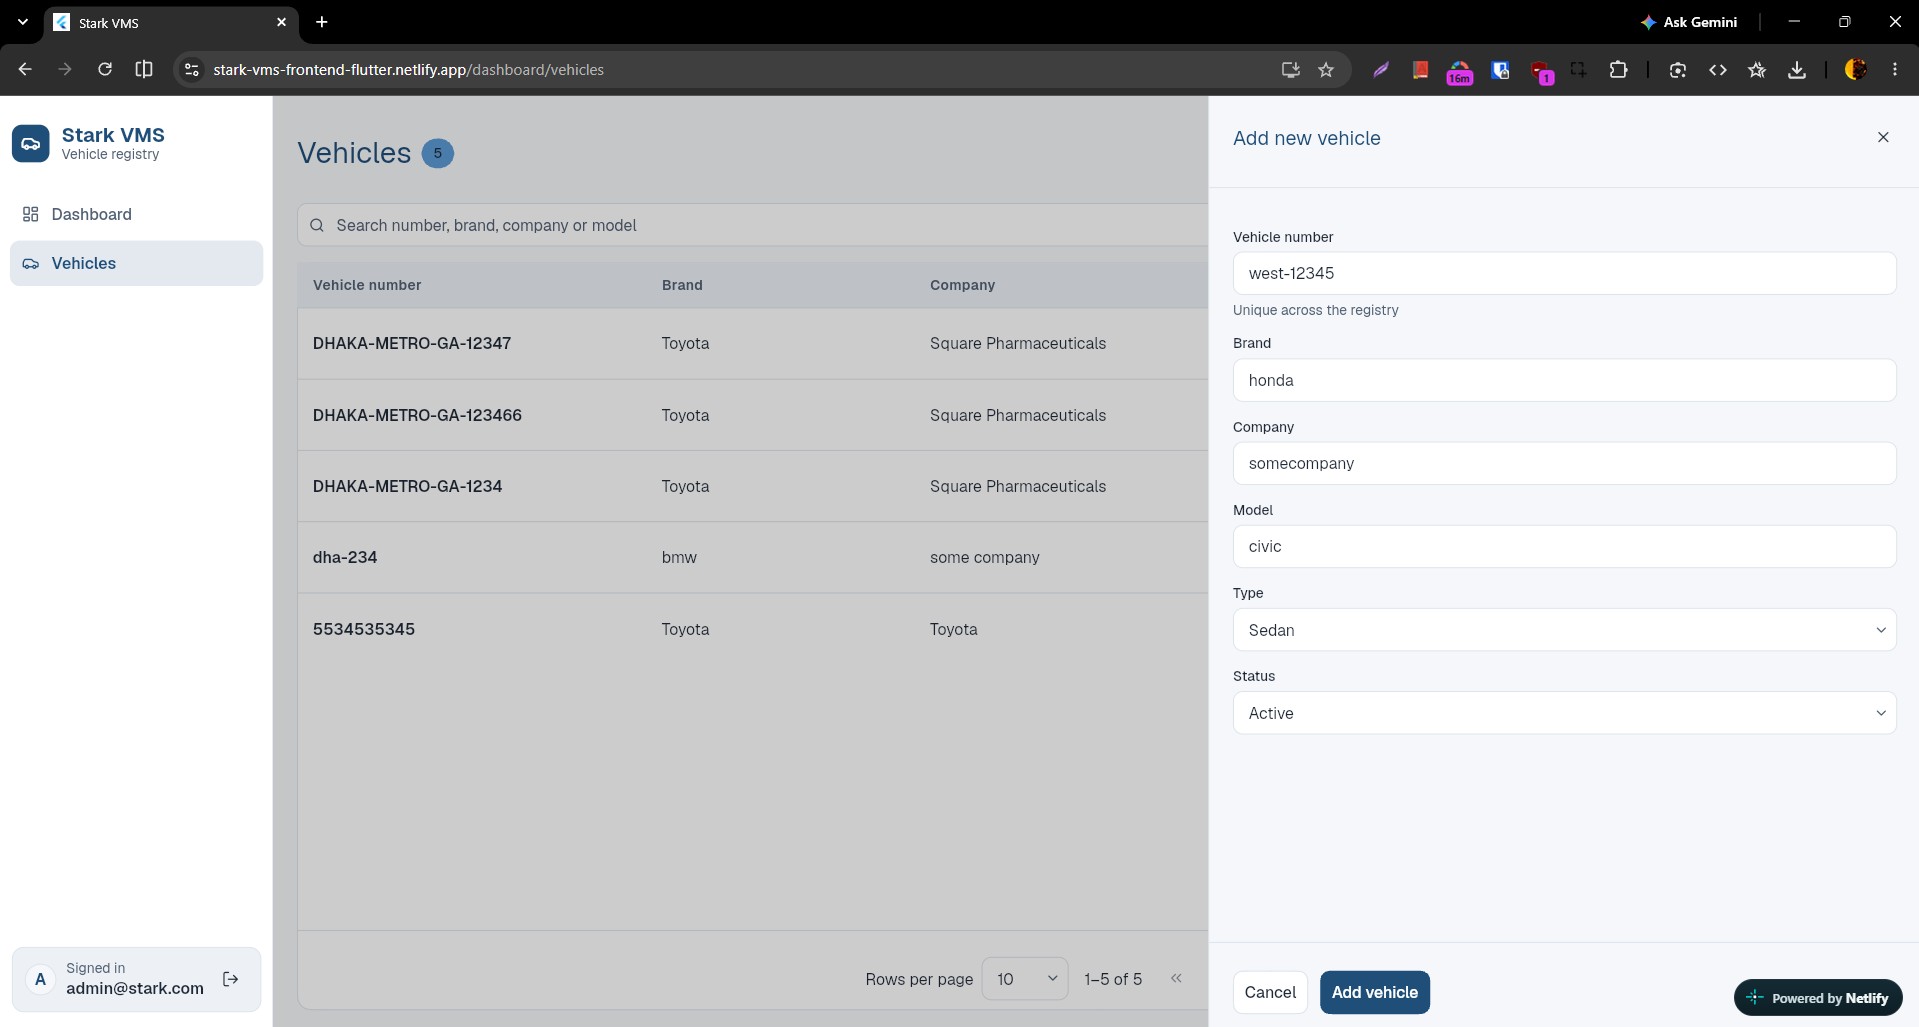 Stark VMS
Ask Gemini
stark-vms-frontend-flutter.netlify.app/dashboard/vehicles
16m
1
Stark VMS
Vehicle registry
Dashboard
Vehicles
Signed in
A
admin@stark.com
Vehicles 5
Search number, brand, company or model
Vehicle number Brand Company
DHAKA-METRO-GA-12347 Toyota Square Pharmaceuticals
DHAKA-METRO-GA-123466 Toyota Square Pharmaceuticals
DHAKA-METRO-GA-1234 Toyota Square Pharmaceuticals
dha-234 bmw some company
5534535345 Toyota Toyota
Rows per page 10 1–5 of 5
Add new vehicle
Vehicle number
west-12345
Unique across the registry
Brand
honda
Company
somecompany
Model
civic
Type
Sedan
Status
Active
Cancel Add vehicle
Powered by Netlify